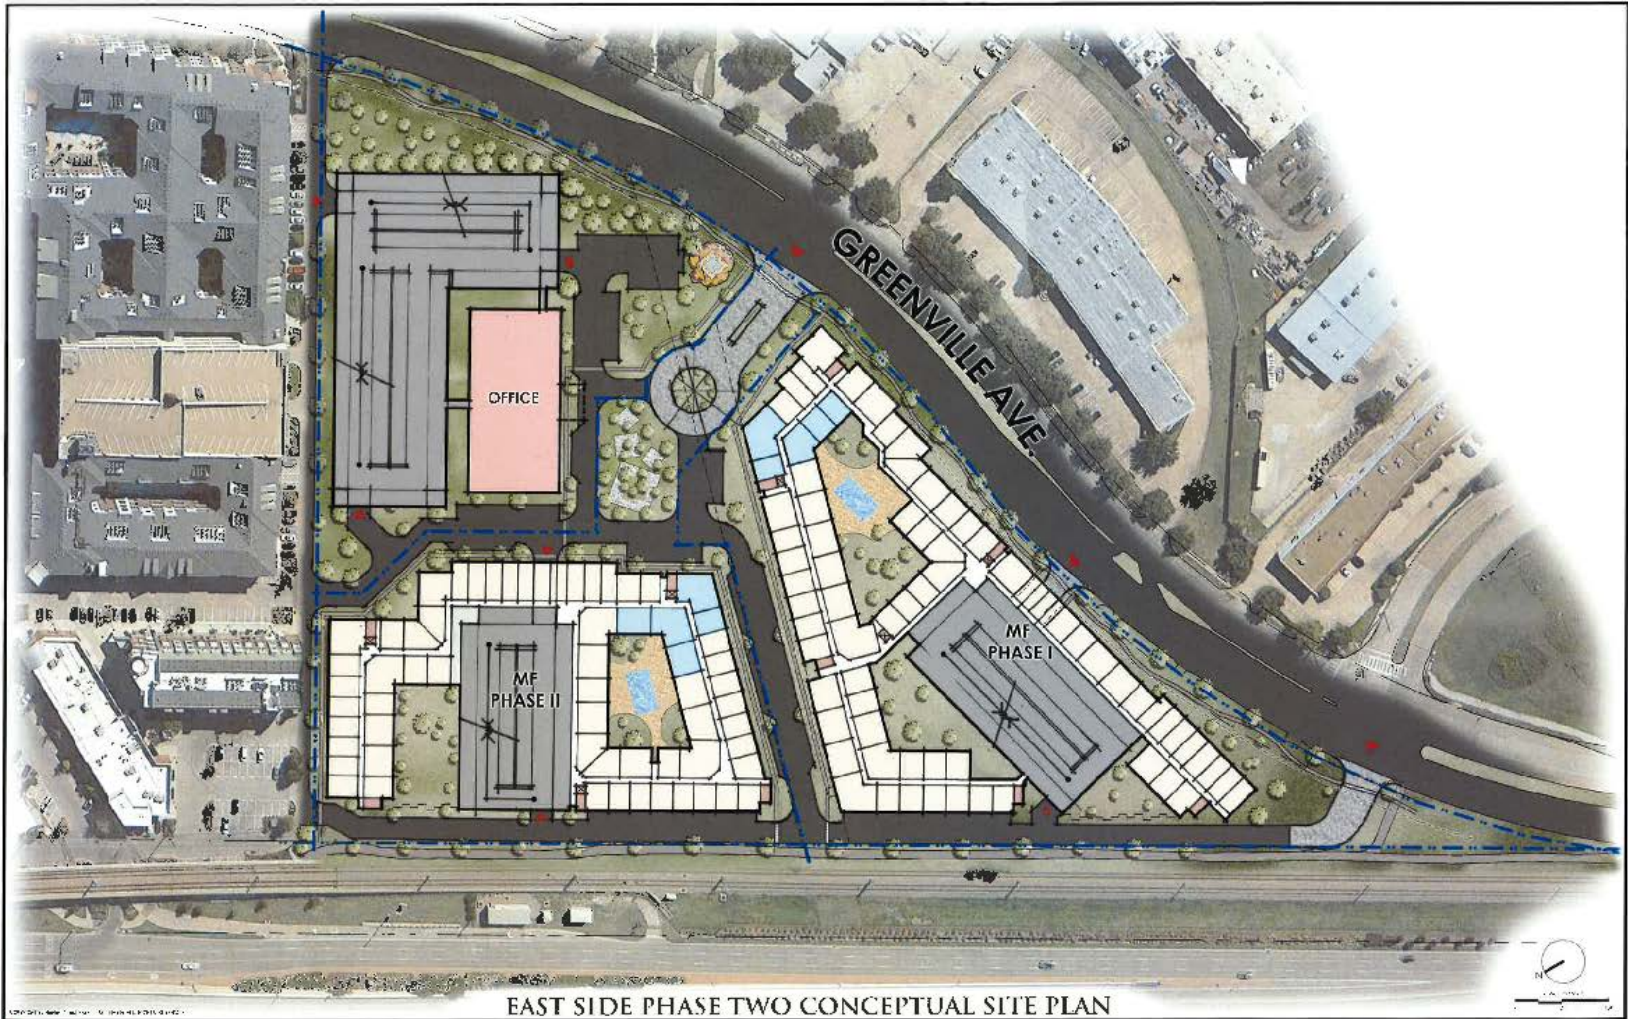 GREENVILLE AVE.
OFFICE
MF
PHASE I
MF
PHASE II
N
EAST SIDE PHASE TWO CONCEPTUAL SITE PLAN